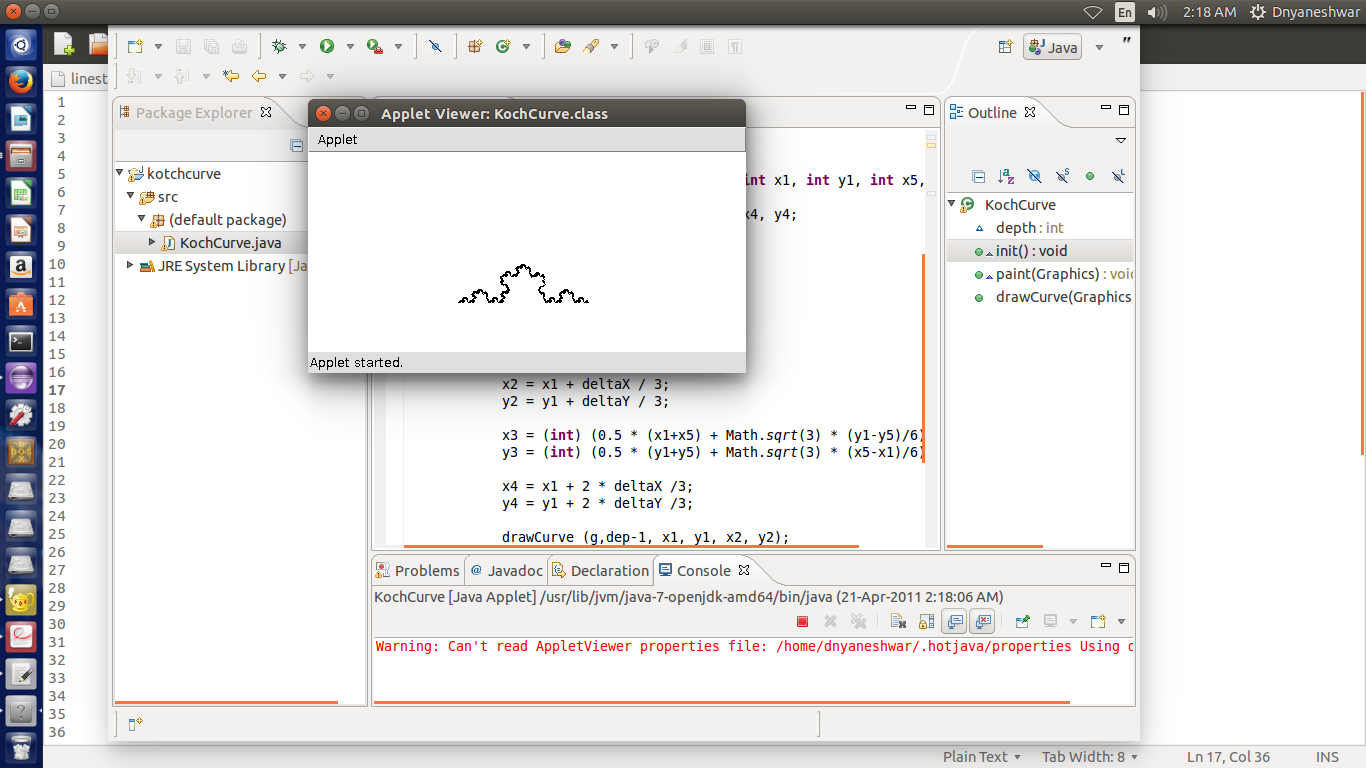 En
2:18 AM
Dnyaneshwar
Java
"
linest
Package Explorer
kotchcurve
src
(default package)
KochCurve.java
JRE System Library [Ja
Applet Viewer: KochCurve.class
Applet
Applet started.
int x1, int y1, int x5,
x4, y4;
x2 = x1 + deltaX / 3;
y2 = y1 + deltaY / 3;
x3 = (int) (0.5 * (x1+x5) + Math.sqrt(3) * (y1-y5)/6)
y3 = (int) (0.5 * (y1+y5) + Math.sqrt(3) * (x5-x1)/6)
x4 = x1 + 2 * deltaX /3;
y4 = y1 + 2 * deltaY /3;
drawCurve (g,dep-1, x1, y1, x2, y2);
Outline
KochCurve
depth : int
init() : void
paint(Graphics) : voic
drawCurve(Graphics
Problems @ Javadoc Declaration Console
KochCurve [Java Applet] /usr/lib/jvm/java-7-openjdk-amd64/bin/java (21-Apr-2011 2:18:06 AM)
Warning: Can't read AppletViewer properties file: /home/dnyaneshwar/.hotjava/properties Using d
1
2
3
4
5
6
7
8
9
10
11
12
13
14
15
16
17
18
19
20
21
22
23
24
25
26
27
28
29
30
31
32
33
34
35
36
Plain Text Tab Width: 8 Ln 17, Col 36 INS